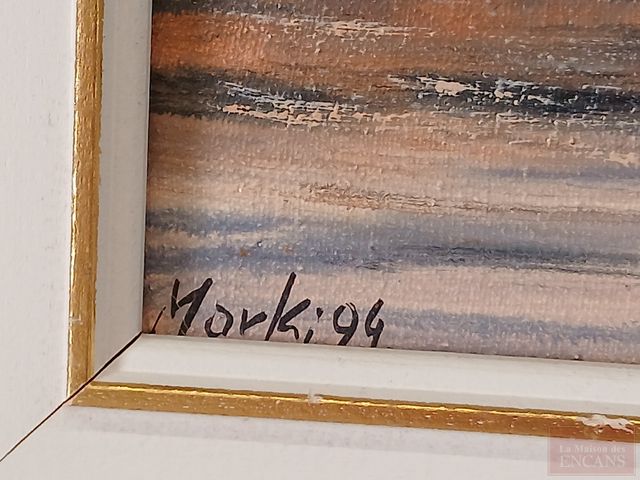 Morki 94
La Maison des
ENCANS